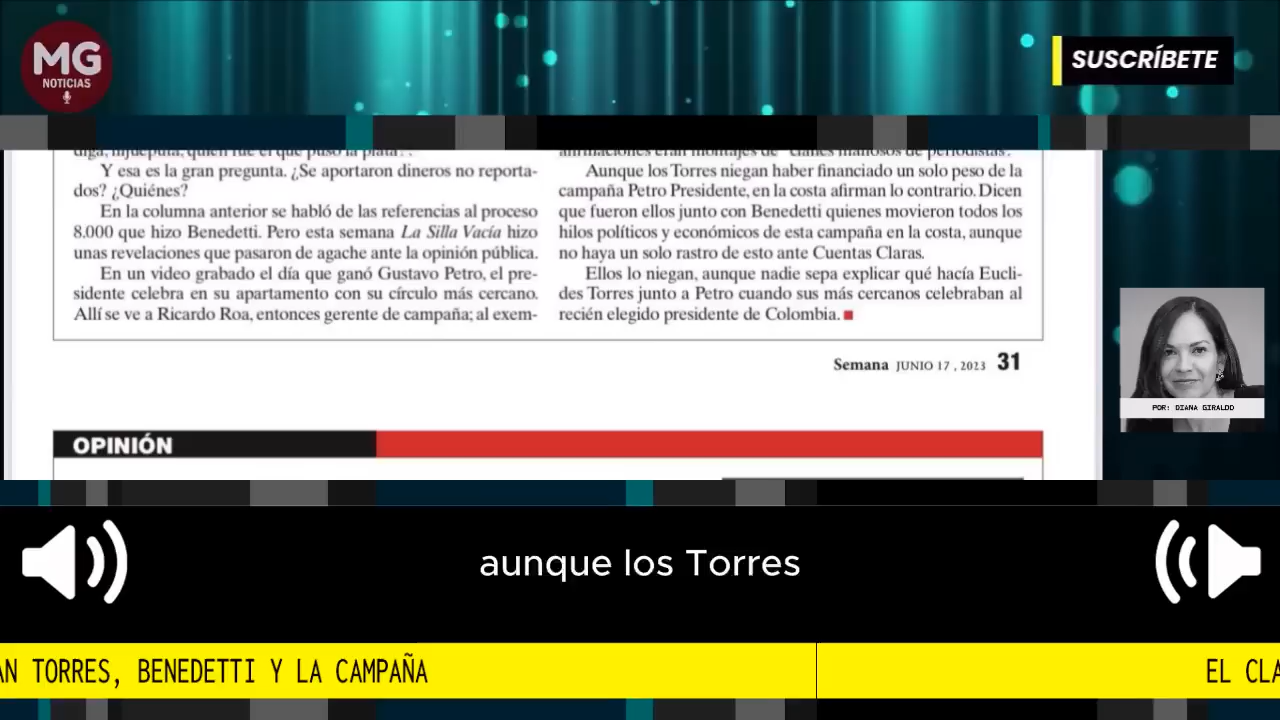 MG
NOTICIAS
SUSCRÍBETE
Y esa es la gran pregunta. ¿Se aportaron dineros no reporta-
dos? ¿Quiénes?
En la columna anterior se habló de las referencias al proceso
8.000 que hizo Benedetti. Pero esta semana La Silla Vacía hizo
unas revelaciones que pasaron de agache ante la opinión pública.
En un video grabado el día que ganó Gustavo Petro, el pre-
sidente celebra en su apartamento con su círculo más cercano.
Allí se ve a Ricardo Roa, entonces gerente de campaña; al exem-
afirmaciones eran montajes de "clanes mafiosos de periodistas".
Aunque los Torres niegan haber financiado un solo peso de la
campaña Petro Presidente, en la costa afirman lo contrario. Dicen
que fueron ellos junto con Benedetti quienes movieron todos los
hilos políticos y económicos de esta campaña en la costa, aunque
no haya un solo rastro de esto ante Cuentas Claras.
Ellos lo niegan, aunque nadie sepa explicar qué hacía Eucli-
des Torres junto a Petro cuando sus más cercanos celebraban al
recién elegido presidente de Colombia.
Semana JUNIO 17, 2023 31
OPINIÓN
POR: DIANA GIRALDO
aunque los Torres
AN TORRES, BENEDETTI Y LA CAMPAÑA
EL CLA